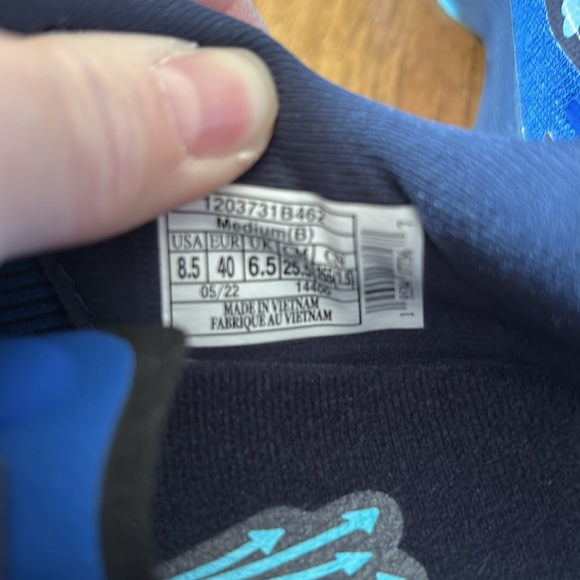 1203731B462
Medium(B)
USA EUR UK CM CN
8.5 40 6.5 25.5
05/22
MADE IN VIETNAM
FABRIQUE AU VIETNAM